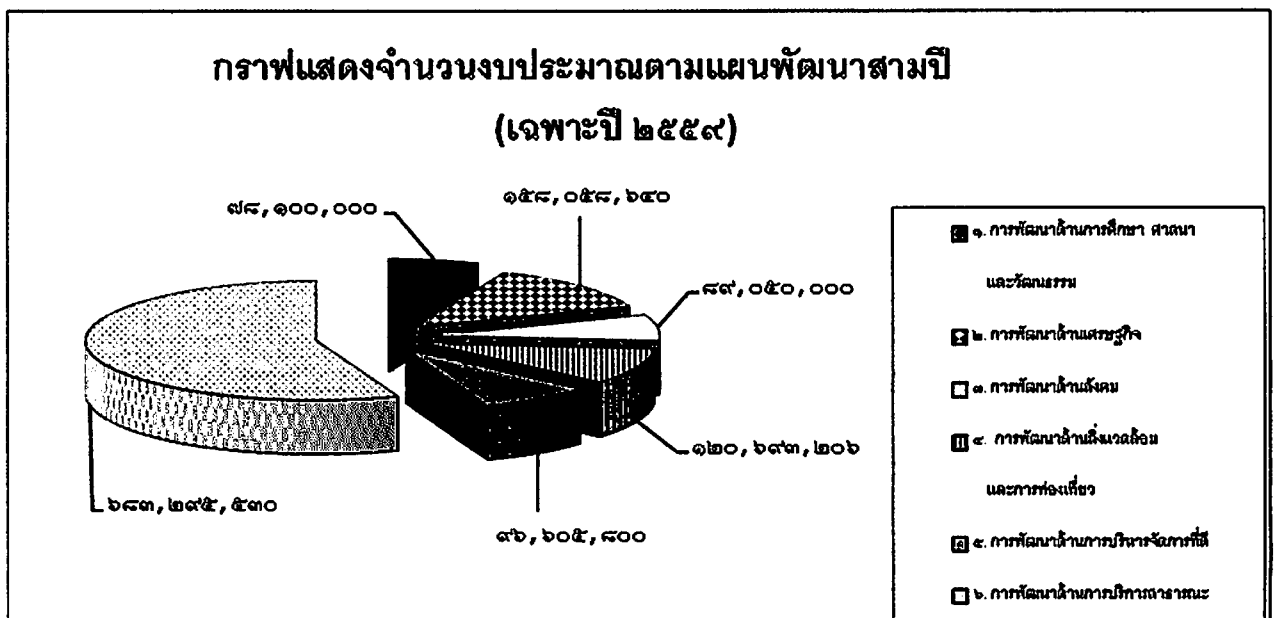 กราฟแสดงจำนวนงบประมาณตามแผนพัฒนาสามปี
(เฉพาะปี ๒๕๕๙)
๗๘,๑๐๐,๐๐๐
๑๕๘,๐๕๘,๖๔๐
๘๙,๐๕๐,๐๐๐
๑๒๐,๖๙๓,๒๐๖
๙๖,๖๐๕,๘๐๐
๖๘๓,๒๙๕,๕๓๐
๑. การพัฒนาด้านการศึกษา ศาสนา
และวัฒนธรรม
๒. การพัฒนาด้านเศรษฐกิจ
๓. การพัฒนาด้านสังคม
๔. การพัฒนาด้านสิ่งแวดล้อม
และการท่องเที่ยว
๕. การพัฒนาด้านการบริหารจัดการที่ดี
๖. การพัฒนาด้านการบริการสาธารณะ